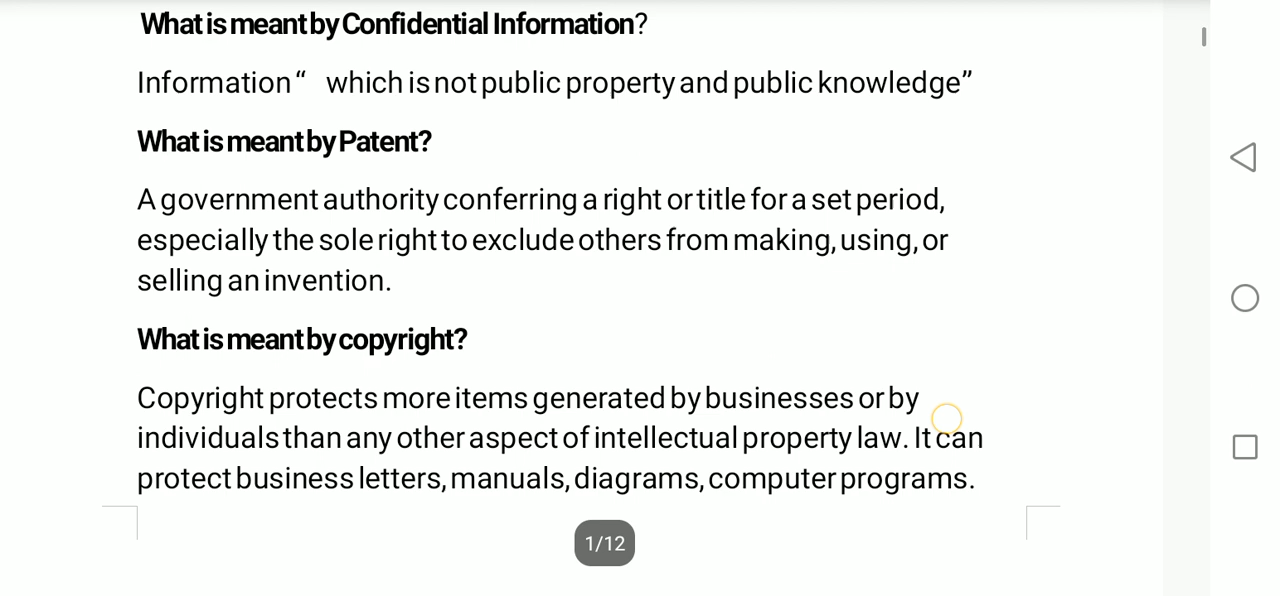 What is meant by Confidential Information?
Information “ which is not public property and public knowledge”
What is meant by Patent?
A government authority conferring a right or title for a set period,
especially the sole right to exclude others from making, using, or
selling an invention.
What is meant by copyright?
Copyright protects more items generated by businesses or by
individuals than any other aspect of intellectual property law. It can
protect business letters, manuals, diagrams, computer programs.
1/12